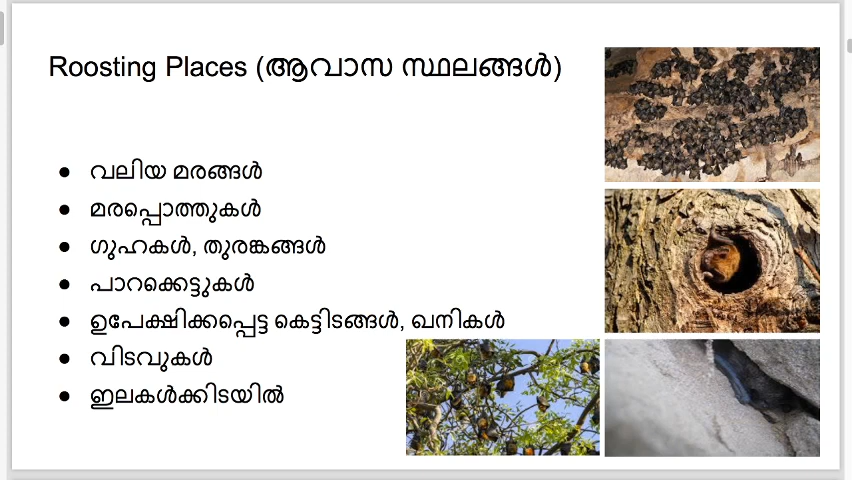 Roosting Places (ആവാസ സ്ഥലങ്ങൾ)
● വലിയ മരങ്ങൾ
● മരപ്പൊത്തുകൾ
● ഗുഹകൾ, തുരങ്കങ്ങൾ
● പാറക്കെട്ടുകൾ
● ഉപേക്ഷിക്കപ്പെട്ട കെട്ടിടങ്ങൾ, ഖനികൾ
● വിടവുകൾ
● ഇലകൾക്കിടയിൽ